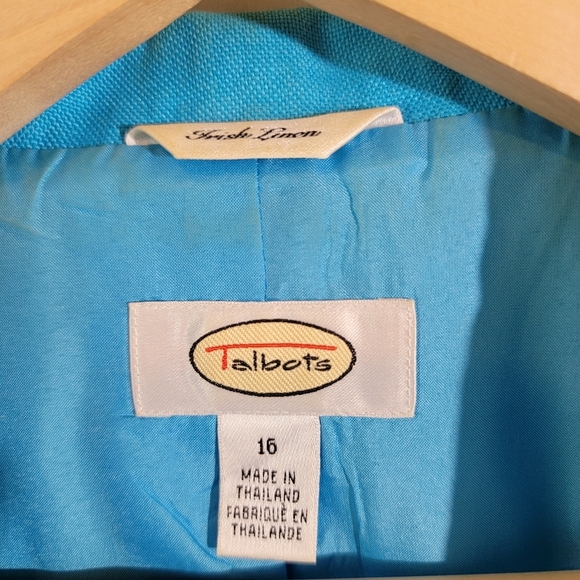 Irish Linen
Talbots
16
MADE IN
THAILAND
FABRIQUÉ EN
THAILANDE